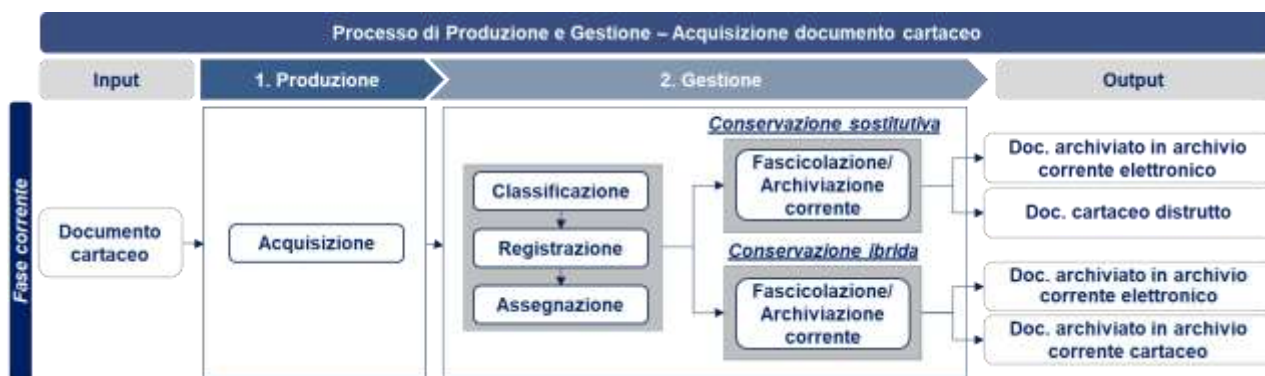 Processo di Produzione e Gestione – Acquisizione documento cartaceo
Input
1. Produzione
2. Gestione
Output
Fase corrente
Documento
cartaceo
Acquisizione
Classificazione
Registrazione
Assegnazione
Conservazione sostitutiva
Fascicolazione/
Archiviazione
corrente
Conservazione ibrida
Fascicolazione/
Archiviazione
corrente
Doc. archiviato in archivio
corrente elettronico
Doc. cartaceo distrutto
Doc. archiviato in archivio
corrente elettronico
Doc. archiviato in archivio
corrente cartaceo